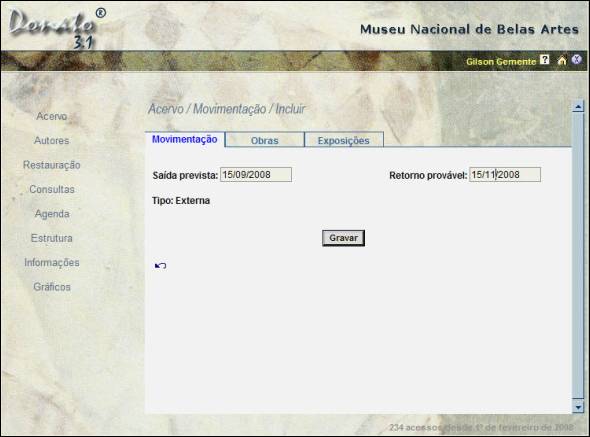 Donato ®
3.1
Museu Nacional de Belas Artes
Gilson Gemente ? X
Acervo / Movimentação / Incluir
Acervo
Autores
Restauração
Consultas
Agenda
Estrutura
Informações
Gráficos
Movimentação Obras Exposições
Saída prevista: 15/09/2008 Retorno provável: 15/11/2008
Tipo: Externa
Gravar
234 acessos desde 1º de fevereiro de 2008